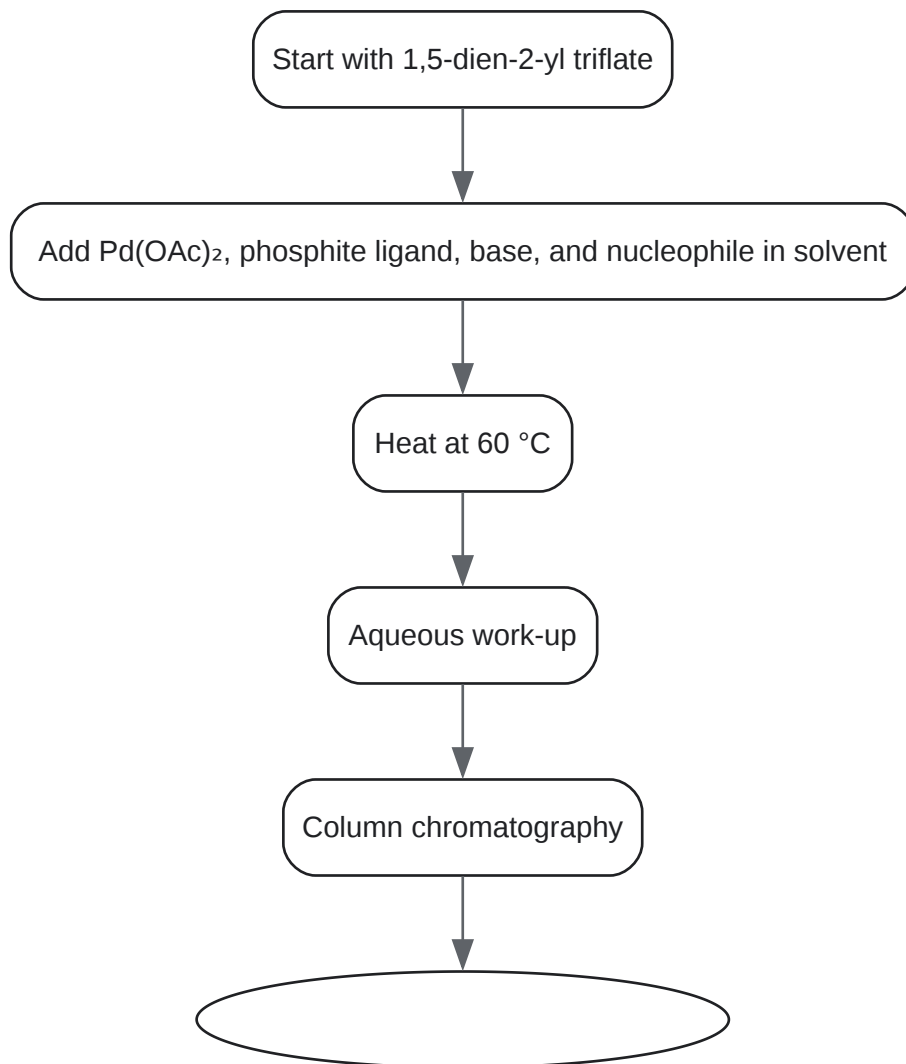 Start with 1,5-dien-2-yl triflate
Add Pd(OAc)₂, phosphite ligand, base, and nucleophile in solvent
Heat at 60 °C
Aqueous work-up
Column chromatography